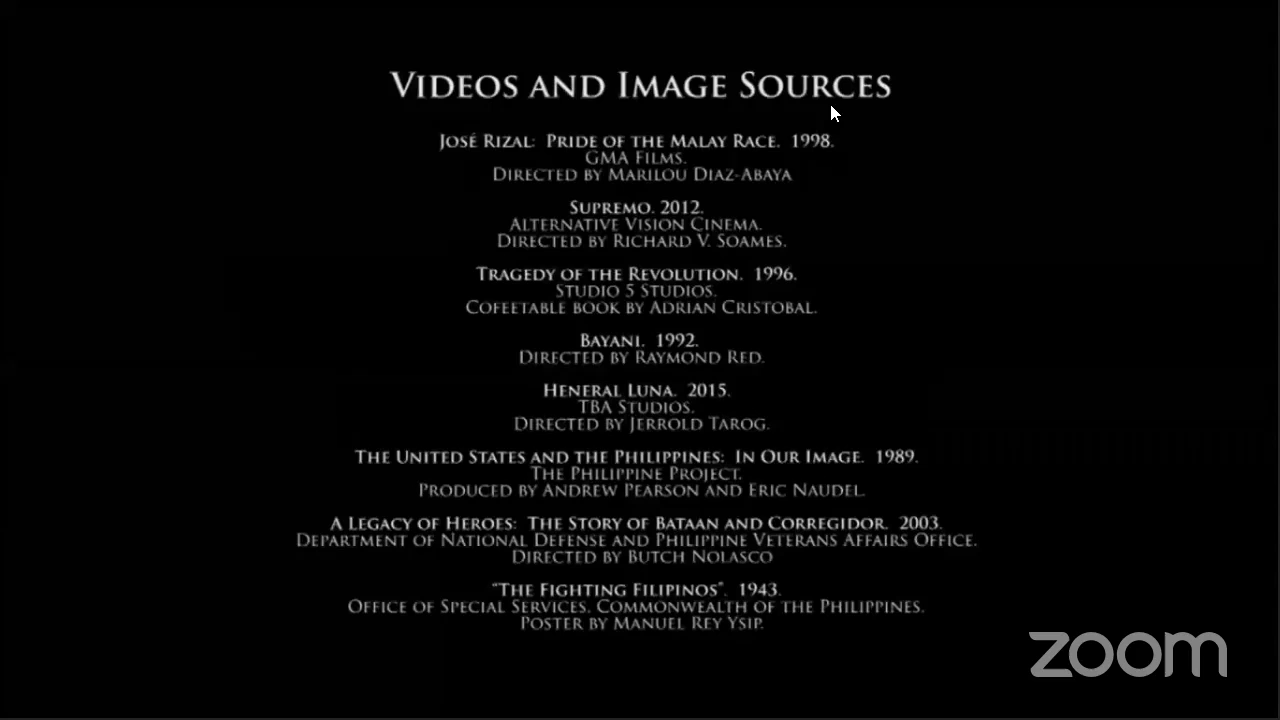 VIDEOS AND IMAGE SOURCES
JOSÉ RIZAL: PRIDE OF THE MALAY RACE. 1998.
GMA FILMS.
DIRECTED BY MARILOU DIAZ-ABAYA
SUPREMO. 2012.
ALTERNATIVE VISION CINEMA.
DIRECTED BY RICHARD V. SOAMES.
TRAGEDY OF THE REVOLUTION. 1996.
STUDIO 5 STUDIOS.
COFEETABLE BOOK BY ADRIAN CRISTOBAL.
BAYANI. 1992.
DIRECTED BY RAYMOND RED.
HENERAL LUNA. 2015.
TBA STUDIOS.
DIRECTED BY JERROLD TAROG.
THE UNITED STATES AND THE PHILIPPINES: IN OUR IMAGE. 1989.
THE PHILIPPINE PROJECT.
PRODUCED BY ANDREW PEARSON AND ERIC NAUDEL.
A LEGACY OF HEROES: THE STORY OF BATAAN AND CORREGIDOR. 2003.
DEPARTMENT OF NATIONAL DEFENSE AND PHILIPPINE VETERANS AFFAIRS OFFICE.
DIRECTED BY BUTCH NOLASCO
"THE FIGHTING FILIPINOS". 1943.
OFFICE OF SPECIAL SERVICES, COMMONWEALTH OF THE PHILIPPINES.
POSTER BY MANUEL REY YSIP.
zoom